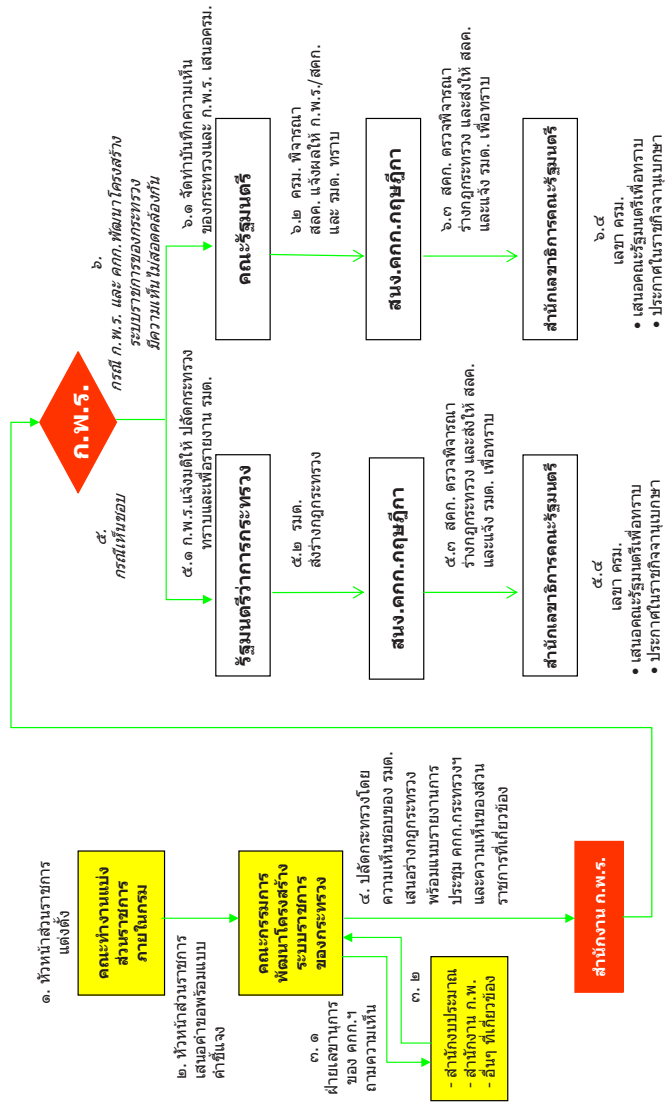 ๑. หัวหน้าส่วนราชการ
แต่งตั้ง
คณะทำงานแบ่ง
ส่วนราชการ
ภายในกรม
๒. หัวหน้าส่วนราชการ
เสนอคำขอพร้อมแบบ
คำชี้แจง
คณะกรรมการ
พัฒนาโครงสร้าง
ระบบราชการ
ของกระทรวง
๓. ๑
ฝ่ายเลขานุการ
ของ คกก.ฯ
ถามความเห็น
๓. ๒
- สำนักงบประมาณ
- สำนักงาน ก.พ.
- อื่นๆ ที่เกี่ยวข้อง
๔. ปลัดกระทรวงโดย
ความเห็นชอบของ รมต.
เสนอร่างกฎกระทรวง
พร้อมแนบรายงานการ
ประชุม คกก.กระทรวงฯ
และความเห็นของส่วน
ราชการที่เกี่ยวข้อง
สำนักงาน ก.พ.ร.
ก.พ.ร.
๕.
กรณีเห็นชอบ
๕.๑ ก.พ.ร.แจ้งมติให้ ปลัดกระทรวง
ทราบและเพื่อรายงาน รมต.
รัฐมนตรีว่าการกระทรวง
๕.๒ รมต.
ส่งร่างกฎกระทรวง
สนง.คกก.กฤษฎีกา
๕.๓ สคก. ตรวจพิจารณา
ร่างกฎกระทรวง และส่งให้ สลค.
และแจ้ง รมต. เพื่อทราบ
สำนักเลขาธิการคณะรัฐมนตรี
๕.๔
เลขา ครม.
• เสนอคณะรัฐมนตรีเพื่อทราบ
• ประกาศในราชกิจจานุเบกษา
๖.
กรณี ก.พ.ร. และ คกก.พัฒนาโครงสร้าง
ระบบราชการของกระทรวง
มีความเห็นไม่สอดคล้องกัน
๖.๑ จัดทำบันทึกความเห็น
ของกระทรวงและ ก.พ.ร. เสนอครม.
คณะรัฐมนตรี
๖.๒ ครม. พิจารณา
สลค. แจ้งผลให้ ก.พ.ร./สคก.
และ รมต. ทราบ
สนง.คกก.กฤษฎีกา
๖.๓ สคก. ตรวจพิจารณา
ร่างกฎกระทรวง และส่งให้ สลค.
และแจ้ง รมต. เพื่อทราบ
สำนักเลขาธิการคณะรัฐมนตรี
๖.๔
เลขา ครม.
• เสนอคณะรัฐมนตรีเพื่อทราบ
• ประกาศในราชกิจจานุเบกษา